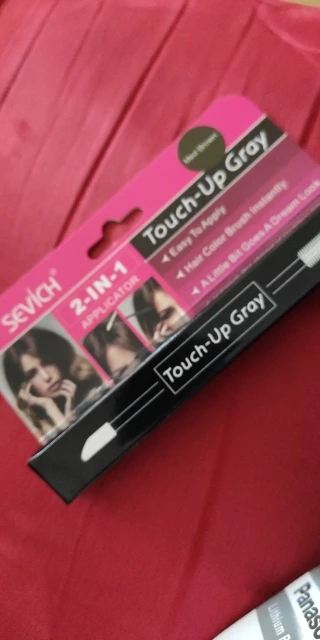 SEVICH®
2-IN-1
APPLICATOR
Touch-Up Gray
Easy To Apply
Hair Color Brush Instantly
A Little Bit Goes A Dream Look
Touch-Up Gray
Lithium